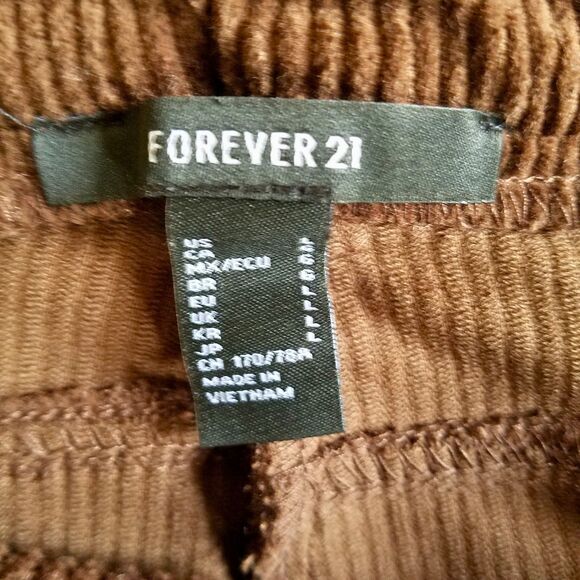 FOREVER 21
US
CA L
MX/ECU G
BR G
EU L
UK L
KR L
JP L
CH 170/78A
MADE IN
VIETNAM